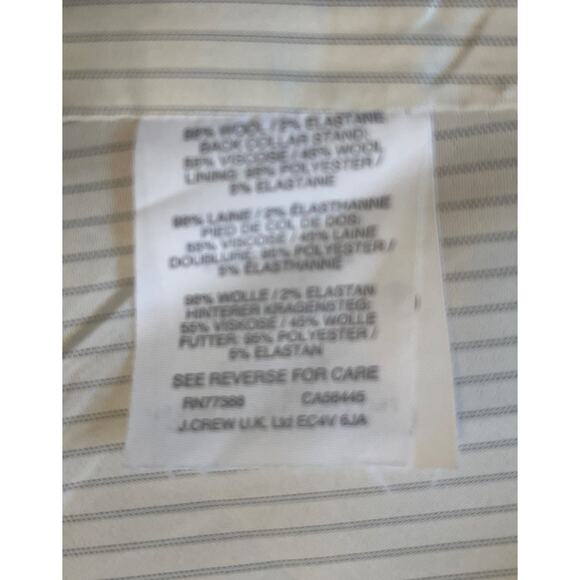 98% WOOL / 2% ELASTANE
BACK COLLAR STAND:
55% VISCOSE / 45% WOOL
LINING: 95% POLYESTER /
5% ELASTANE
98% LAINE / 2% ÉLASTHANNE
PIED DE COL DE DOS:
55% VISCOSE / 45% LAINE
DOUBLURE: 95% POLYESTER /
5% ÉLASTHANNE
98% WOLLE / 2% ELASTAN
HINTERER KRAGENSTEG:
55% VISKOSE / 45% WOLLE
FUTTER: 95% POLYESTER /
5% ELASTAN
SEE REVERSE FOR CARE
RN77388 CA56445
J.CREW U.K. Ltd EC4V 6JA